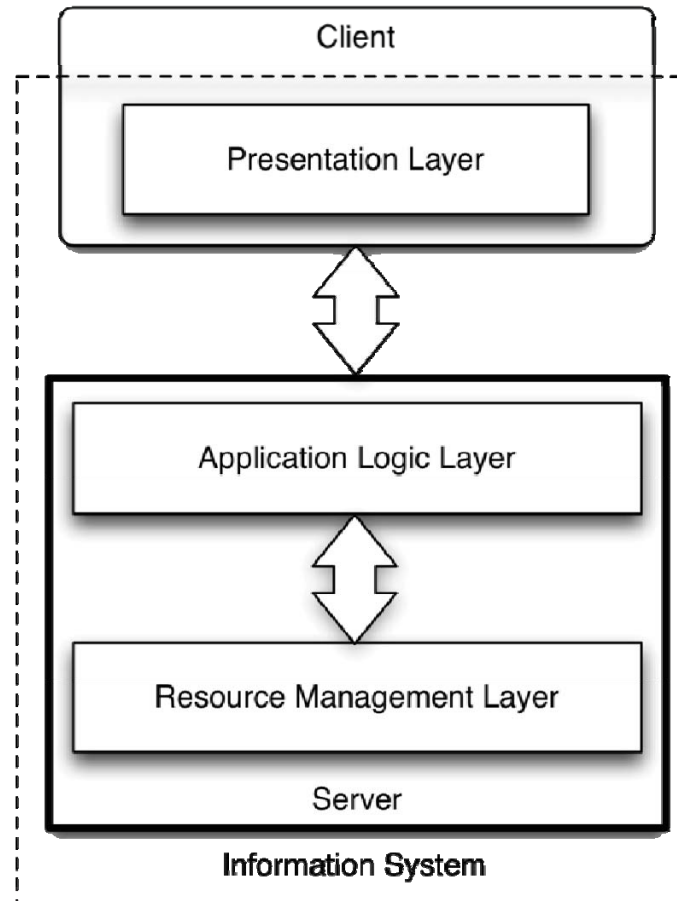 Client
Presentation Layer
Application Logic Layer
Resource Management Layer
Server
Information System